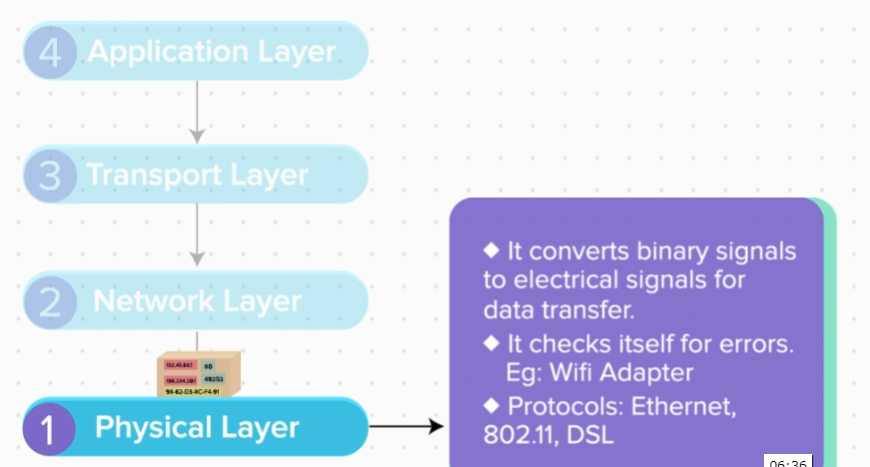 4 Application Layer
3 Transport Layer
2 Network Layer
1 Physical Layer
◆ It converts binary signals
to electrical signals for
data transfer.
◆ It checks itself for errors.
Eg: Wifi Adapter
◆ Protocols: Ethernet,
802.11, DSL
06:36